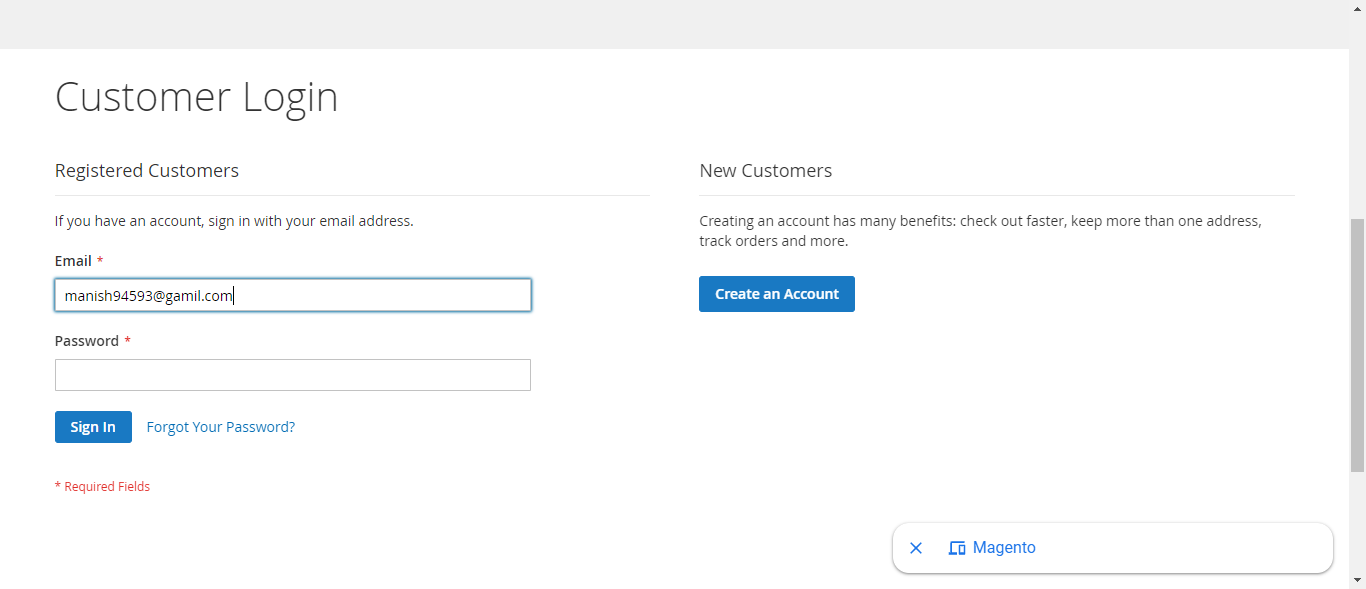 Customer Login
Registered Customers
If you have an account, sign in with your email address.
Email *
manish94593@gamil.com
Password *
Sign In
Forgot Your Password?
* Required Fields
New Customers
Creating an account has many benefits: check out faster, keep more than one address,
track orders and more.
Create an Account
Magento